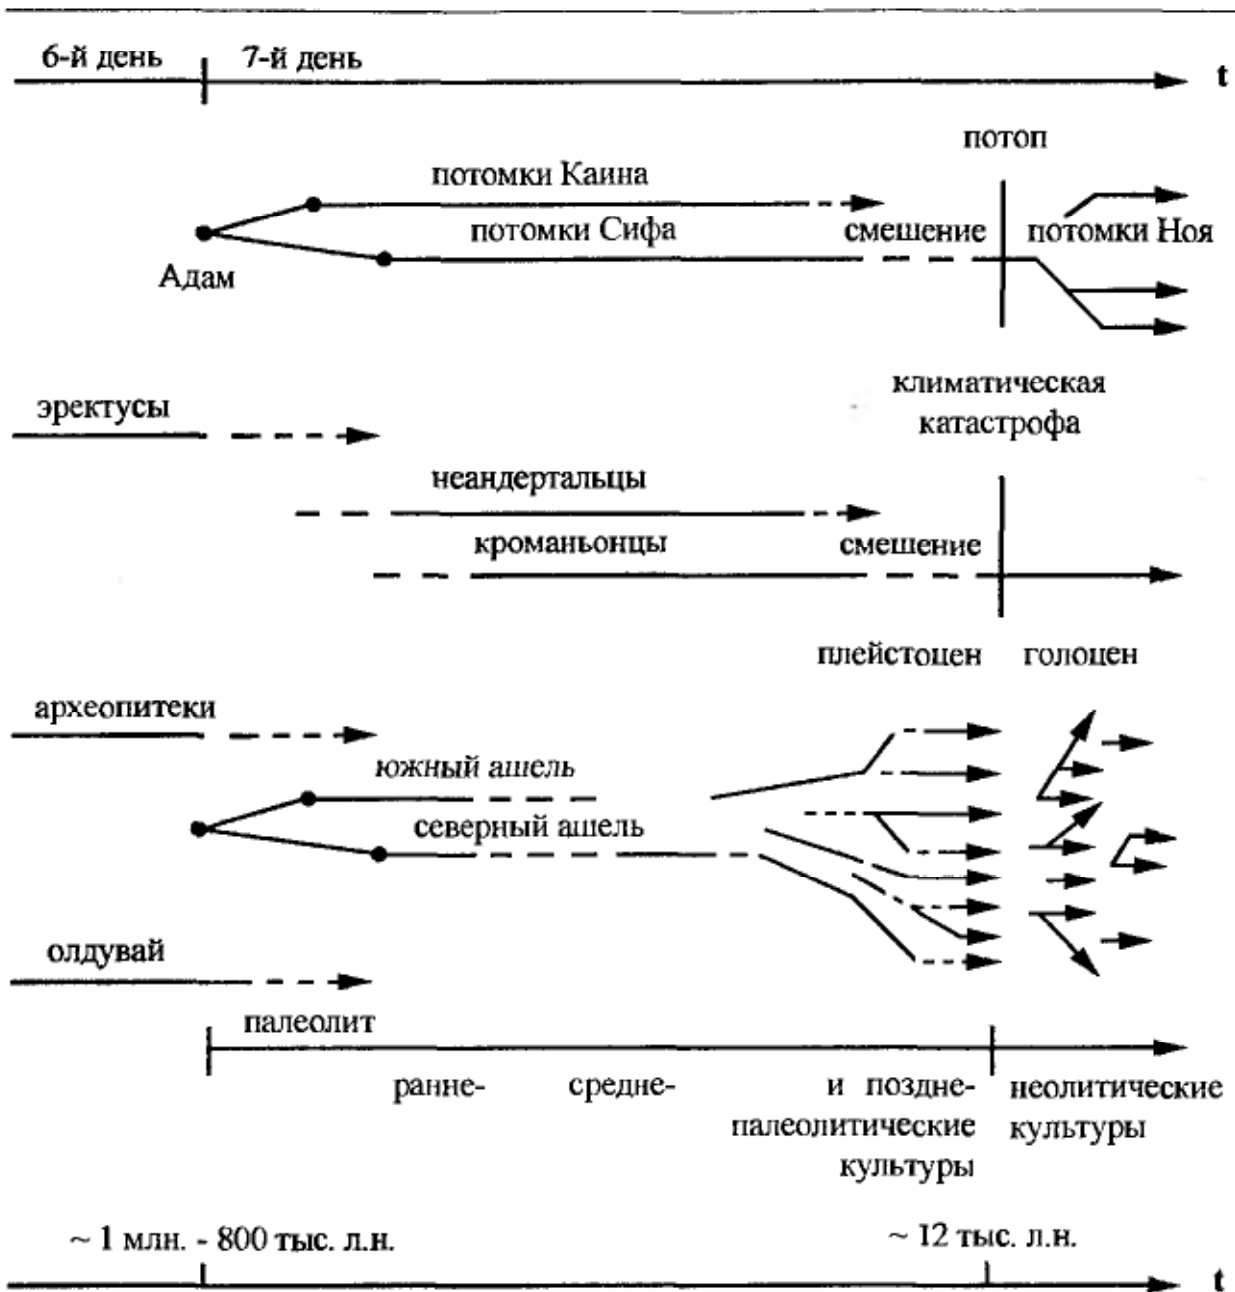 6-й день 7-й день
t
потоп
потомки Каина
потомки Сифа смешение потомки Ноя
Адам
климатическая
эректусы
катастрофа
неандертальцы
кроманьонцы смешение
плейстоцен голоцен
археопитеки
южный ашель
северный ашель
олдувай
палеолит
ранне- средне- и поздне- неолитические
палеолитические культуры
культуры
~ 1 млн. - 800 тыс. л.н. ~ 12 тыс. л.н.
t